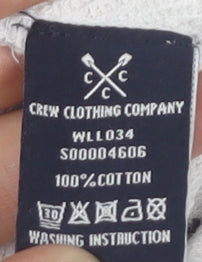 C C
C
CREW CLOTHING COMPANY
WLL034
S00004606
100%COTTON
30
WASHING INSTRUCTION